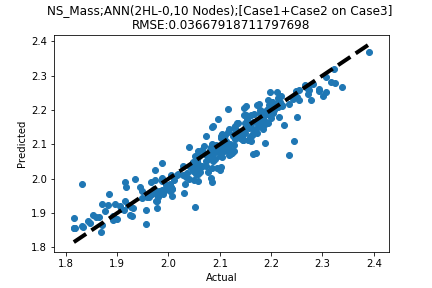 NS_Mass;ANN(2HL-0,10 Nodes);[Case1+Case2 on Case3]
RMSE:0.03667918711797698
2.4
2.3
2.2
2.1
2.0
1.9
1.8
Predicted
1.8 1.9 2.0 2.1 2.2 2.3 2.4
Actual